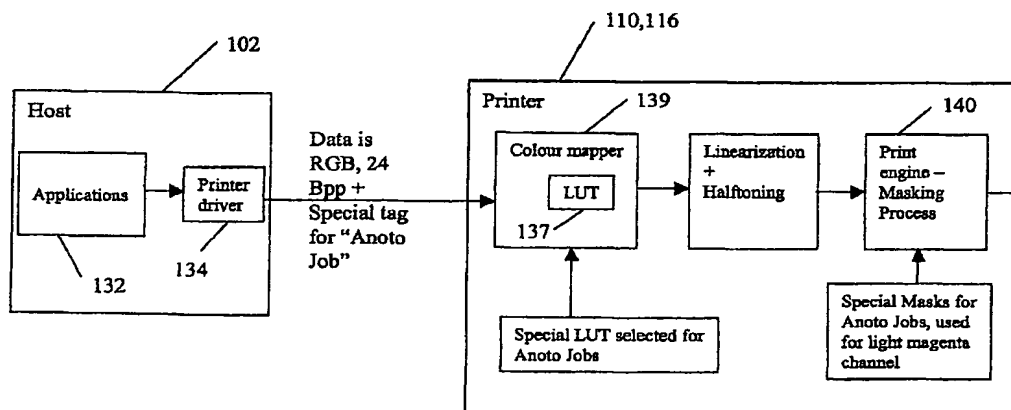 110,116
102
Host
Applications
Printer
driver
132
134
Data is
RGB, 24
Bpp +
Special tag
for "Anoto
Job"
Printer
139
Colour mapper
LUT
137
Linearization
+
Halftoning
140
Print
engine –
Masking
Process
Special LUT selected for
Anoto Jobs
Special Masks for
Anoto Jobs, used
for light magenta
channel